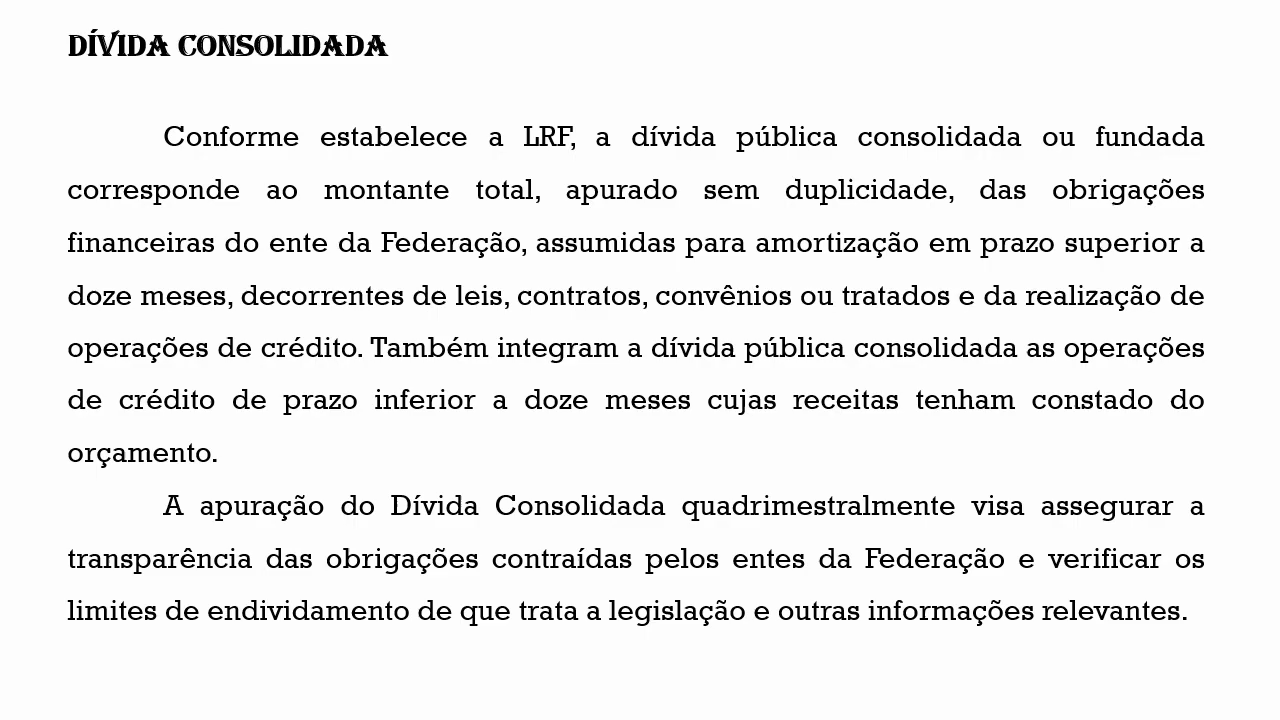 DÍVIDA CONSOLIDADA
Conforme estabelece a LRF, a dívida pública consolidada ou fundada
corresponde ao montante total, apurado sem duplicidade, das obrigações
financeiras do ente da Federação, assumidas para amortização em prazo superior a
doze meses, decorrentes de leis, contratos, convênios ou tratados e da realização de
operações de crédito. Também integram a dívida pública consolidada as operações
de crédito de prazo inferior a doze meses cujas receitas tenham constado do
orçamento.
A apuração do Dívida Consolidada quadrimestralmente visa assegurar a
transparência das obrigações contraídas pelos entes da Federação e verificar os
limites de endividamento de que trata a legislação e outras informações relevantes.